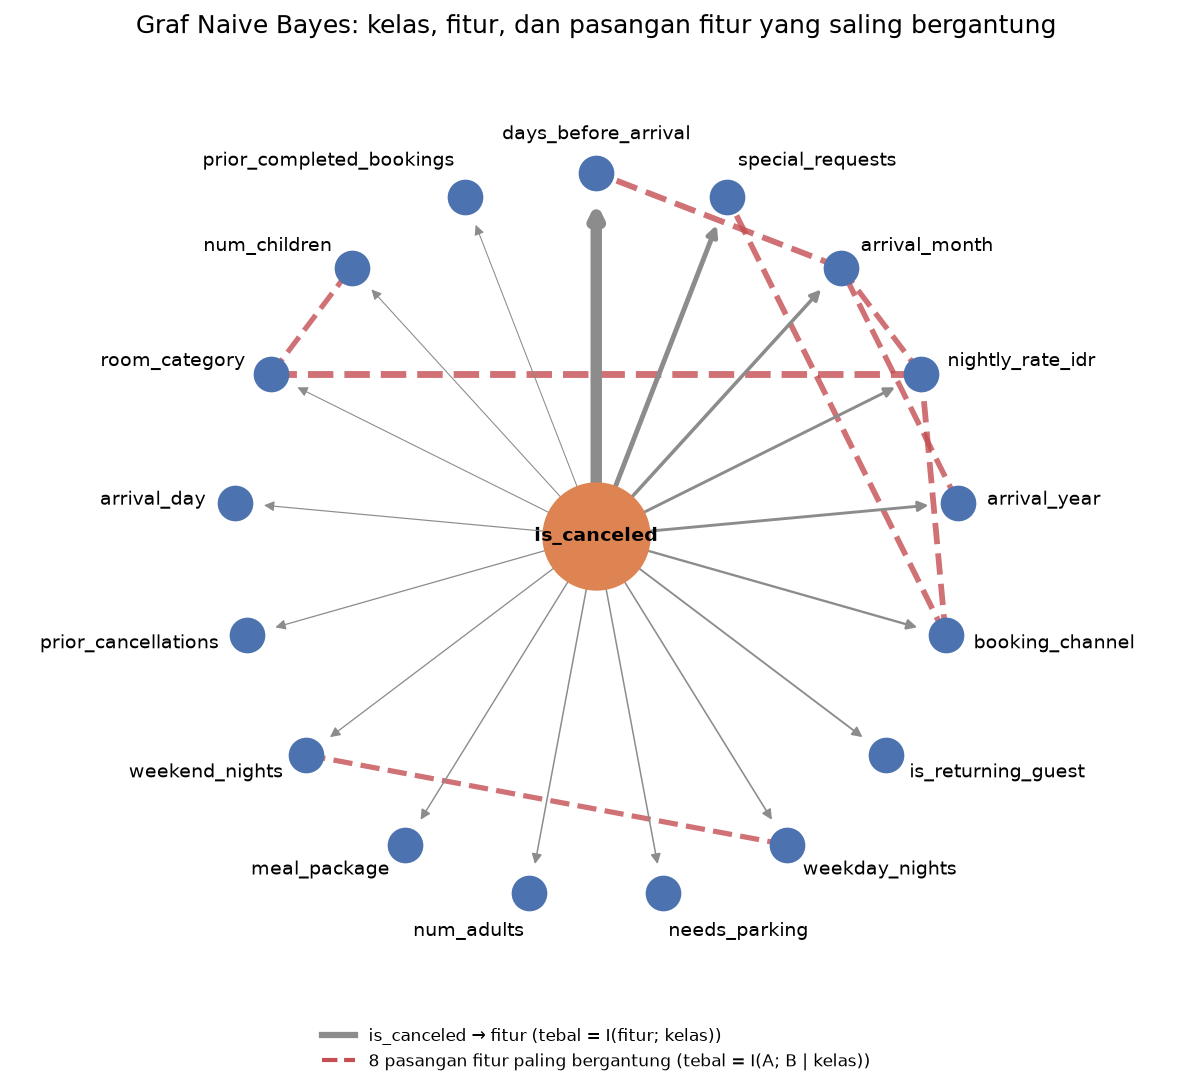 Graf Naive Bayes: kelas, fitur, dan pasangan fitur yang saling bergantung
days_before_arrival
prior_completed_bookings
special_requests
num_children
arrival_month
room_category
nightly_rate_idr
arrival_day
arrival_year
is_canceled
prior_cancellations
booking_channel
weekend_nights
is_returning_guest
meal_package
weekday_nights
num_adults
needs_parking
is_canceled → fitur (tebal = I(fitur; kelas))
8 pasangan fitur paling bergantung (tebal = I(A; B | kelas))